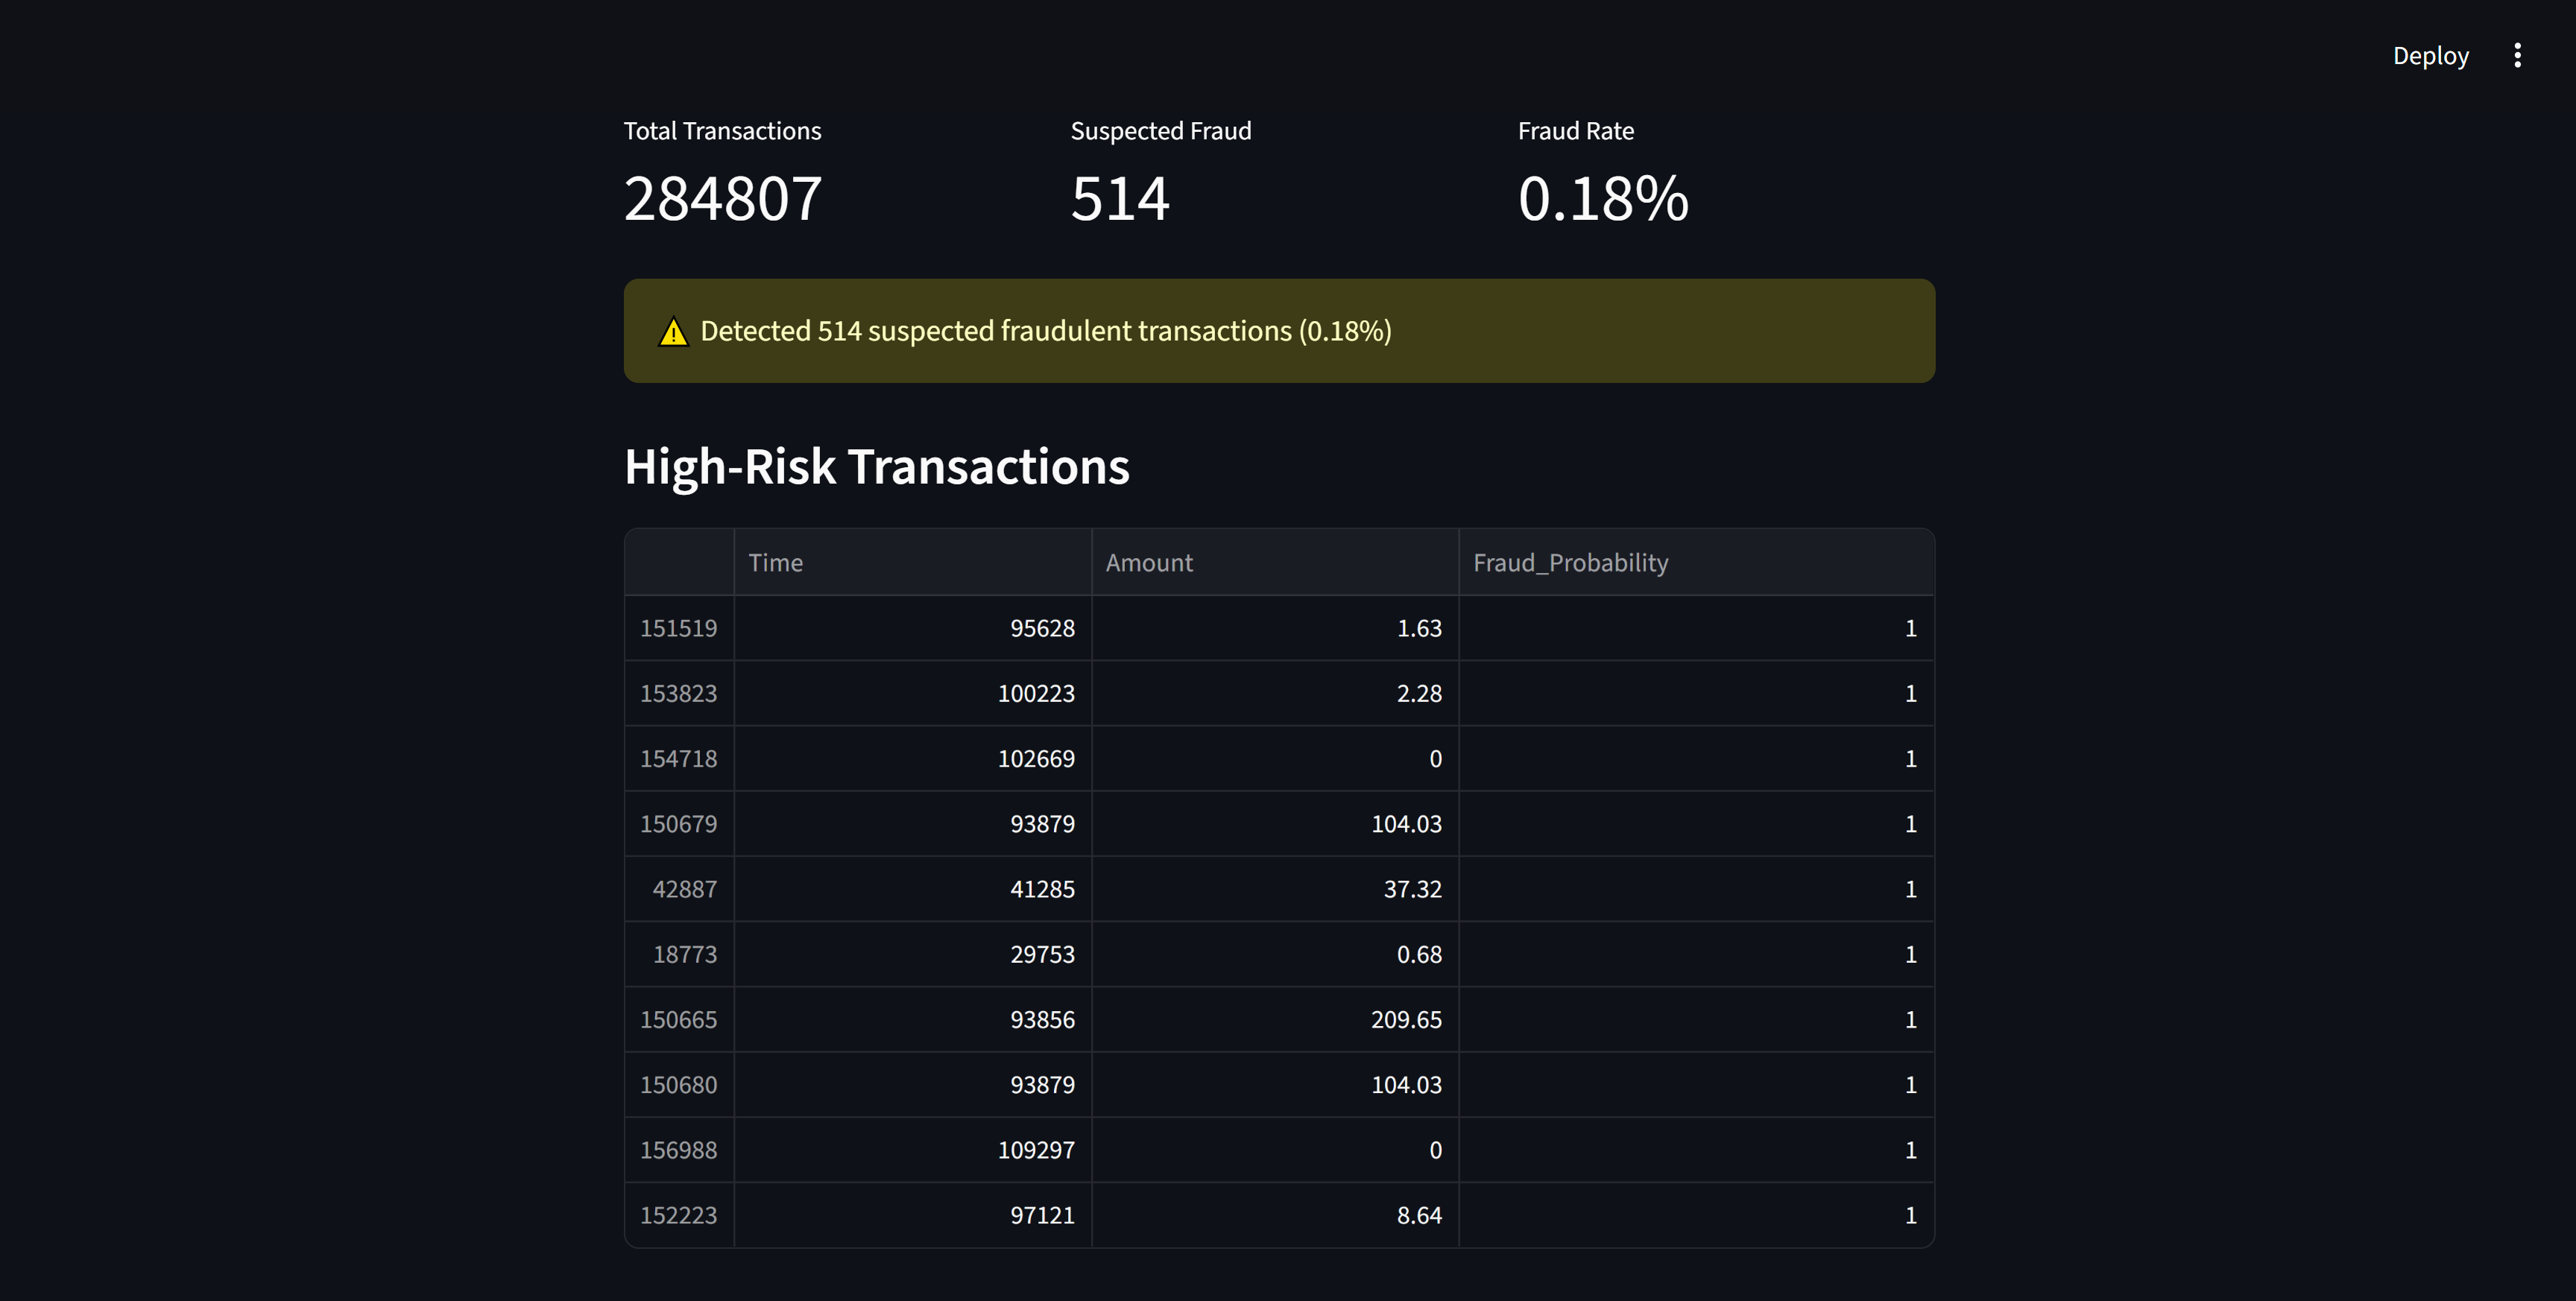 Deploy
Total Transactions Suspected Fraud Fraud Rate
284807 514 0.18%
Detected 514 suspected fraudulent transactions (0.18%)
High-Risk Transactions
Time Amount Fraud_Probability
151519 95628 1.63 1
153823 100223 2.28 1
154718 102669 0 1
150679 93879 104.03 1
42887 41285 37.32 1
18773 29753 0.68 1
150665 93856 209.65 1
150680 93879 104.03 1
156988 109297 0 1
152223 97121 8.64 1